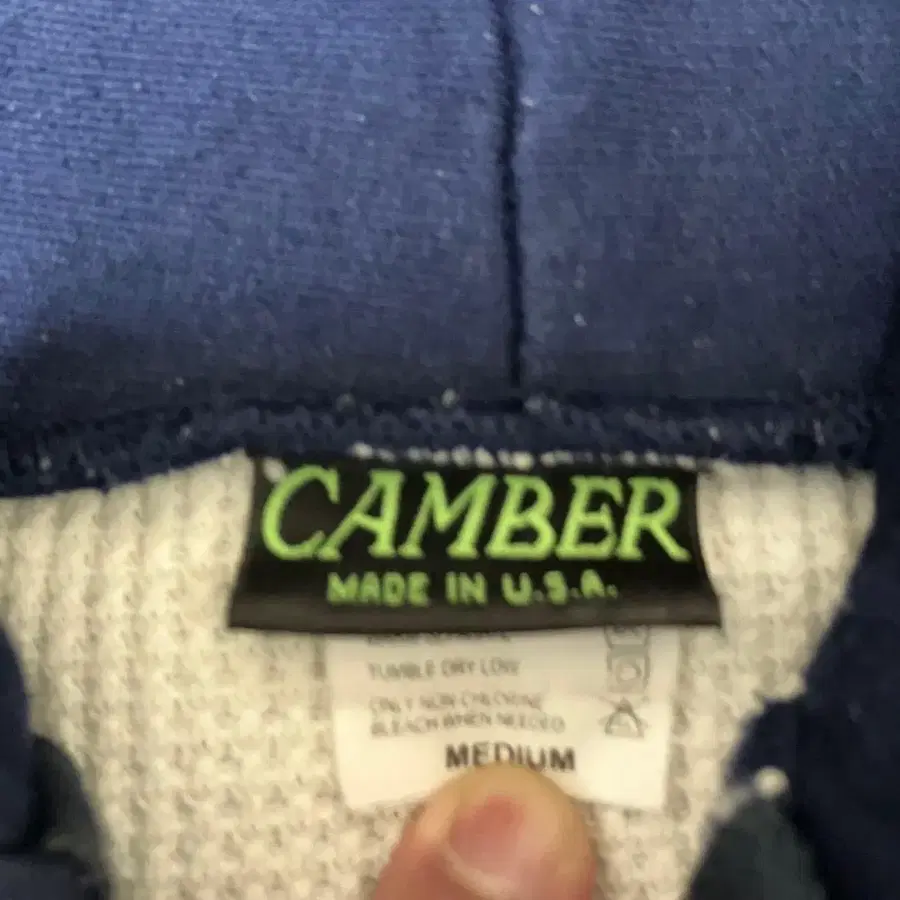 CAMBER
MADE IN U.S.A.
TUMBLE DRY LOW
ONLY NON-CHLORINE
BLEACH WHEN NEEDED
MEDIUM